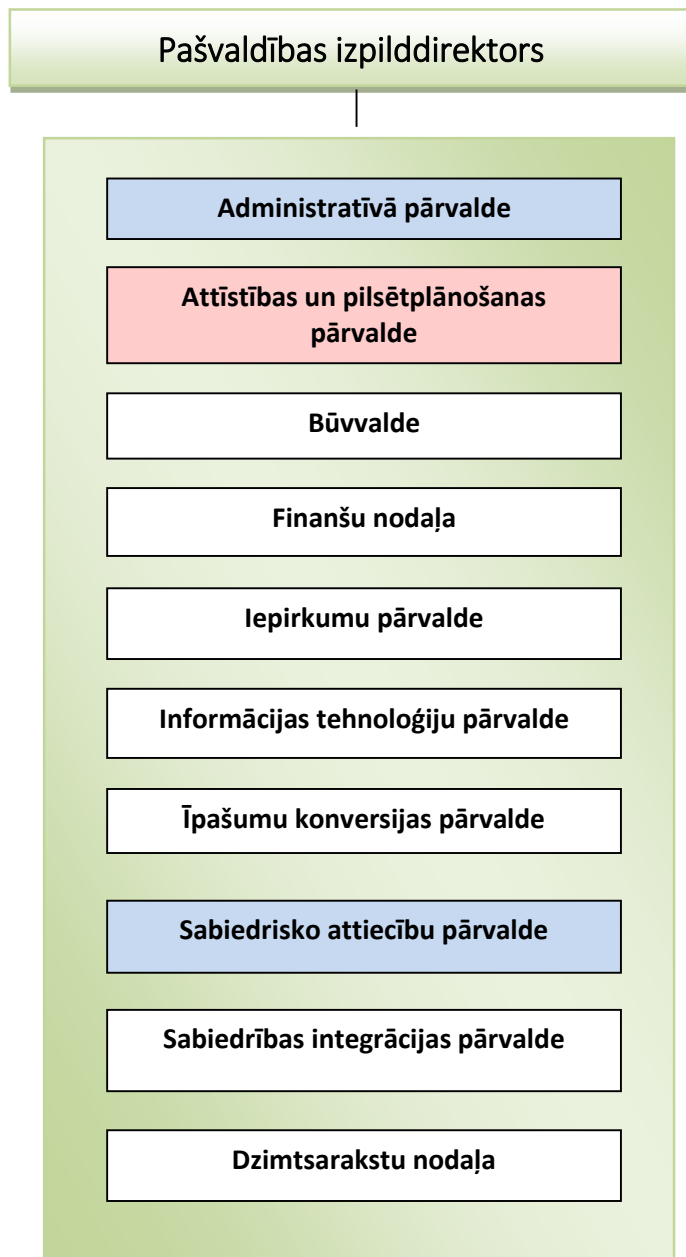 Pašvaldības izpilddirektors
Administratīvā pārvalde
Attīstības un pilsētplānošanas
pārvalde
Būvvalde
Finanšu nodaļa
Iepirkumu pārvalde
Informācijas tehnoloģiju pārvalde
Īpašumu konversijas pārvalde
Sabiedrisko attiecību pārvalde
Sabiedrības integrācijas pārvalde
Dzimtsarakstu nodaļa